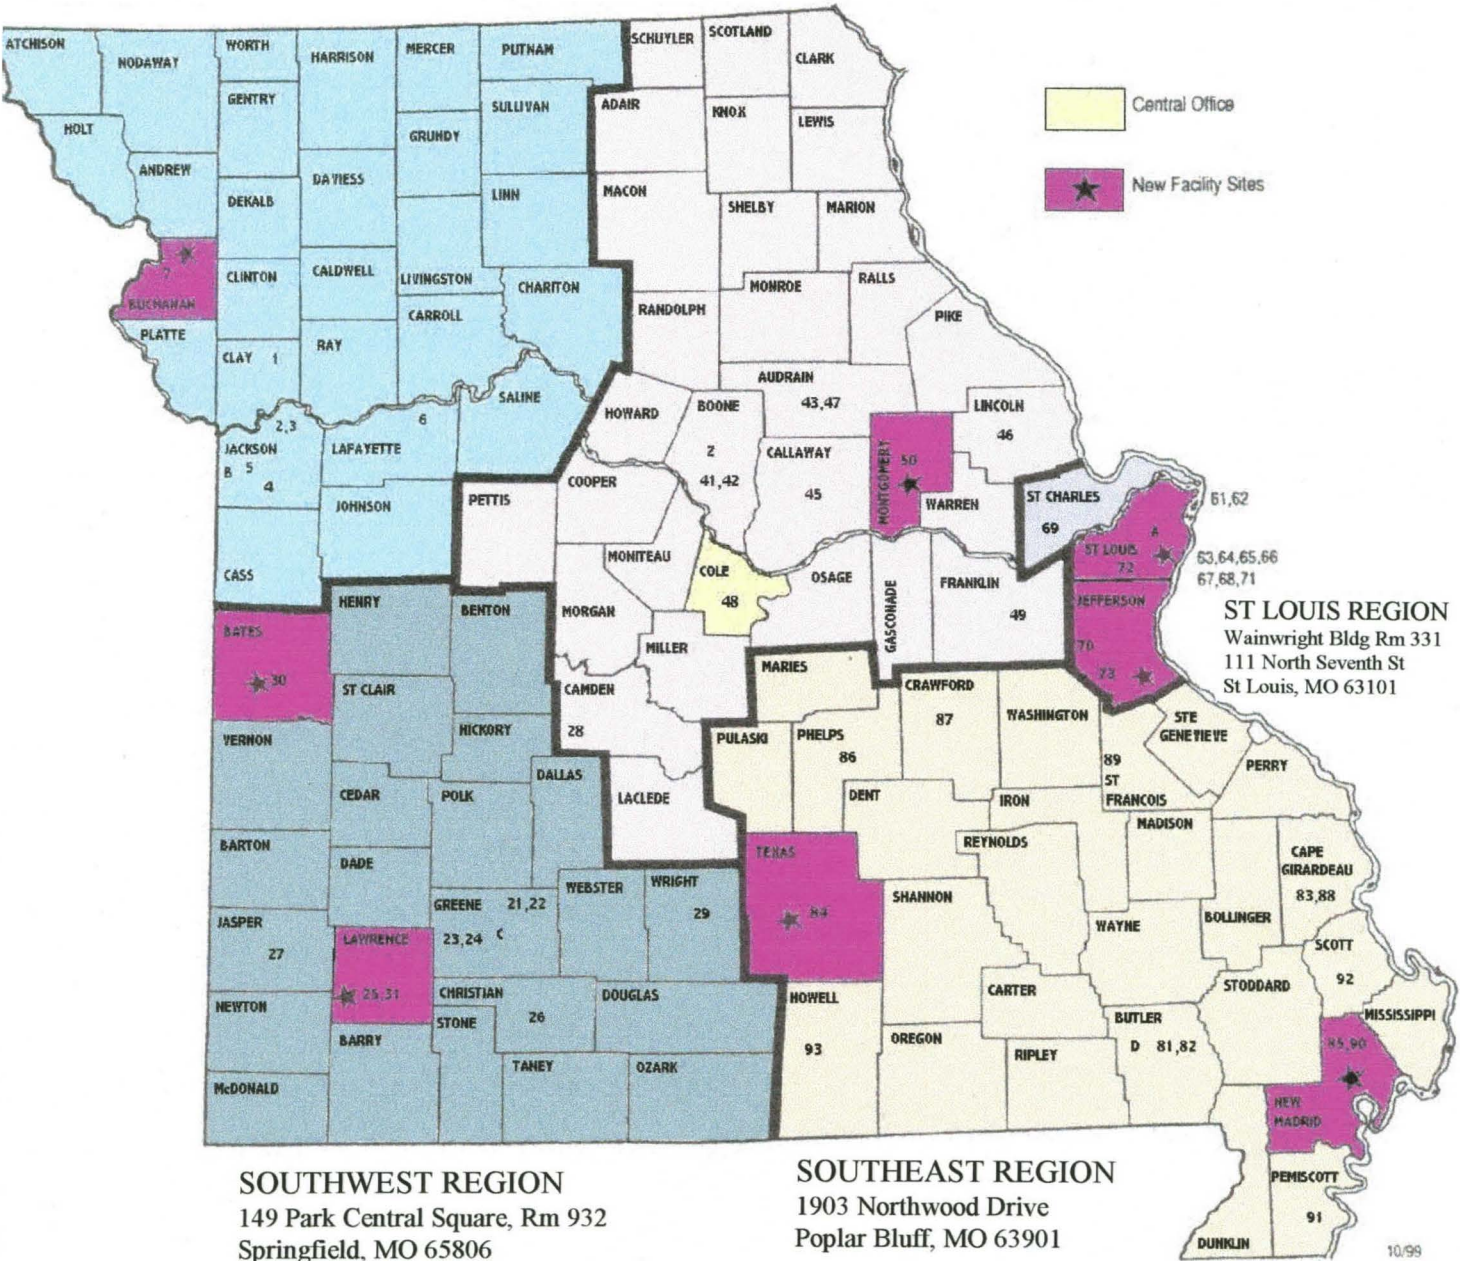 ATCHISON
NODAWAY
WORTH
HARRISON
MERCER
PUTNAM
SCHUYLER
SCOTLAND
CLARK
HOLT
GENTRY
SULLIVAN
ADAIR
KNOX
LEWIS
Central Office
ANDREW
GRUNDY
DEKALB
DAVIESS
LINN
MACON
SHELBY
MARION
New Facility Sites
7
BUCHANAN
CLINTON
CALDWELL
LIVINGSTON
CHARITON
MONROE
RALLS
PLATTE
CARROLL
RANDOLPH
PIKE
CLAY 1
RAY
SALINE
HOWARD
BOONE
AUDRAIN
43,47
LINCOLN
46
2,3
JACKSON
B 5
4
LAFAYETTE
6
2
41,42
CALLAWAY
45
MONTGOMERY
50
WARREN
ST CHARLES
69
61,62
JOHNSON
PETTIS
COOPER
A
ST LOUIS
72
63,64,65,66
67,68,71
CASS
MONITEAU
COLE
48
OSAGE
GASCONADE
FRANKLIN
49
JEFFERSON
70
73
ST LOUIS REGION
Wainwright Bldg Rm 331
111 North Seventh St
St Louis, MO 63101
HENRY
BENTON
MORGAN
MILLER
BATES
30
ST CLAIR
CAMDEN
28
MARIES
CRAWFORD
87
WASHINGTON
STE
GENEVIEVE
VERNON
HICKORY
DALLAS
PULASKI
PHELPS
86
89
ST
FRANCOIS
PERRY
CEDAR
POLK
LACLEDE
DENT
IRON
MADISON
BARTON
DADE
TEXAS
84
REYNOLDS
CAPE
GIRARDEAU
83,88
GREENE 21,22
23,24 C
WEBSTER
WRIGHT
29
SHANNON
WAYNE
BOLLINGER
JASPER
27
LAWRENCE
25,31
SCOTT
92
NEWTON
CHRISTIAN
26
DOUGLAS
HOWELL
93
CARTER
STODDARD
MISSISSIPPI
BARRY
STONE
OREGON
RIPLEY
BUTLER
D 81,82
85,90
McDONALD
TANEY
OZARK
NEW
MADRID
SOUTHWEST REGION
149 Park Central Square, Rm 932
Springfield, MO 65806
SOUTHEAST REGION
1903 Northwood Drive
Poplar Bluff, MO 63901
PEMISCOTT
91
DUNKLIN
10/99